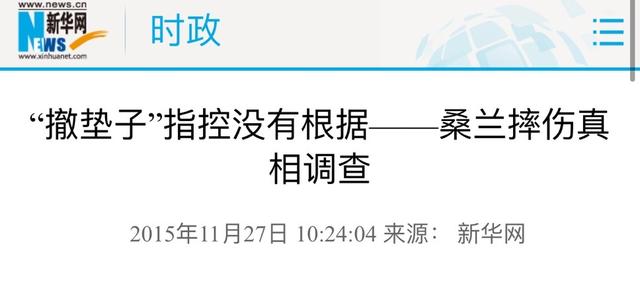 www.news.cn
新华网
NEWS
www.xinhuanet.com
时政
“撤垫子”指控没有根据——桑兰摔伤真
相调查
2015年11月27日 10:24:04 来源： 新华网